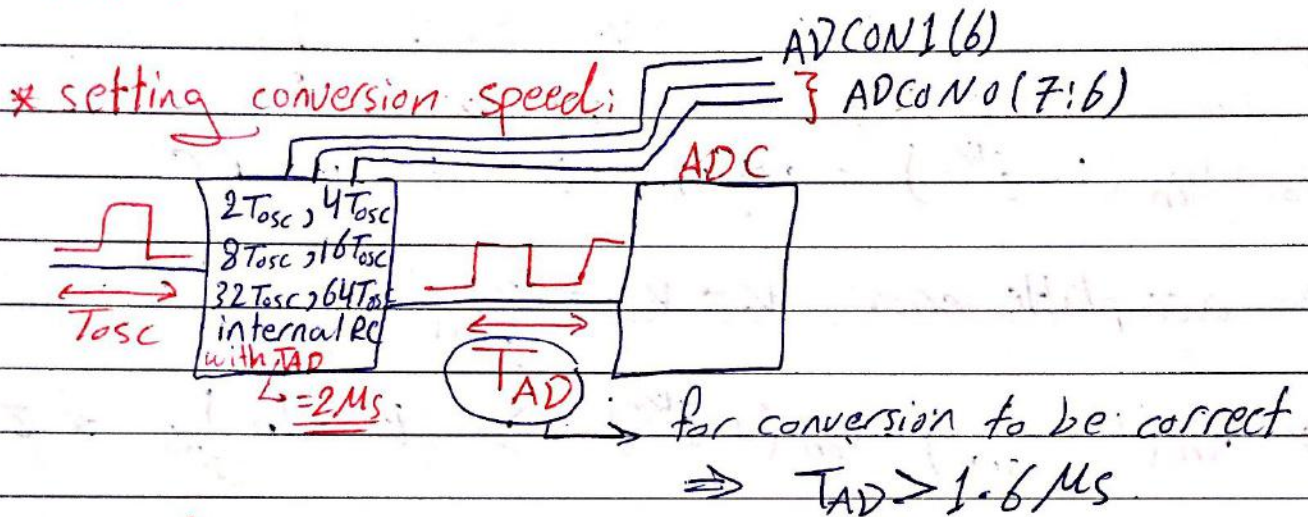 ADCON1(6)
* setting conversion speed:
} ADCON0(7:6)
ADC
2Tosc, 4Tosc
8Tosc, 16Tosc
32Tosc, 64Tosc
internal RC
with TAD
↳ = 2Ms
Tosc
TAD
→ for conversion to be correct
⇒ TAD > 1.6 Ms